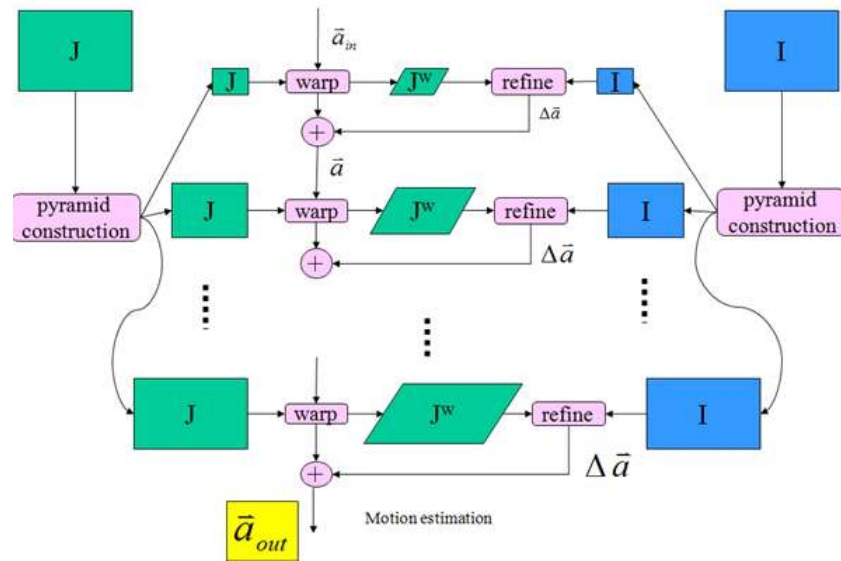 J
I
a⃗in
J
warp
Jᵂ
refine
I
Δa⃗
+
a⃗
pyramid
construction
J
warp
Jᵂ
refine
I
pyramid
construction
+
Δa⃗
J
warp
Jᵂ
refine
I
+
Δa⃗
a⃗out
Motion estimation